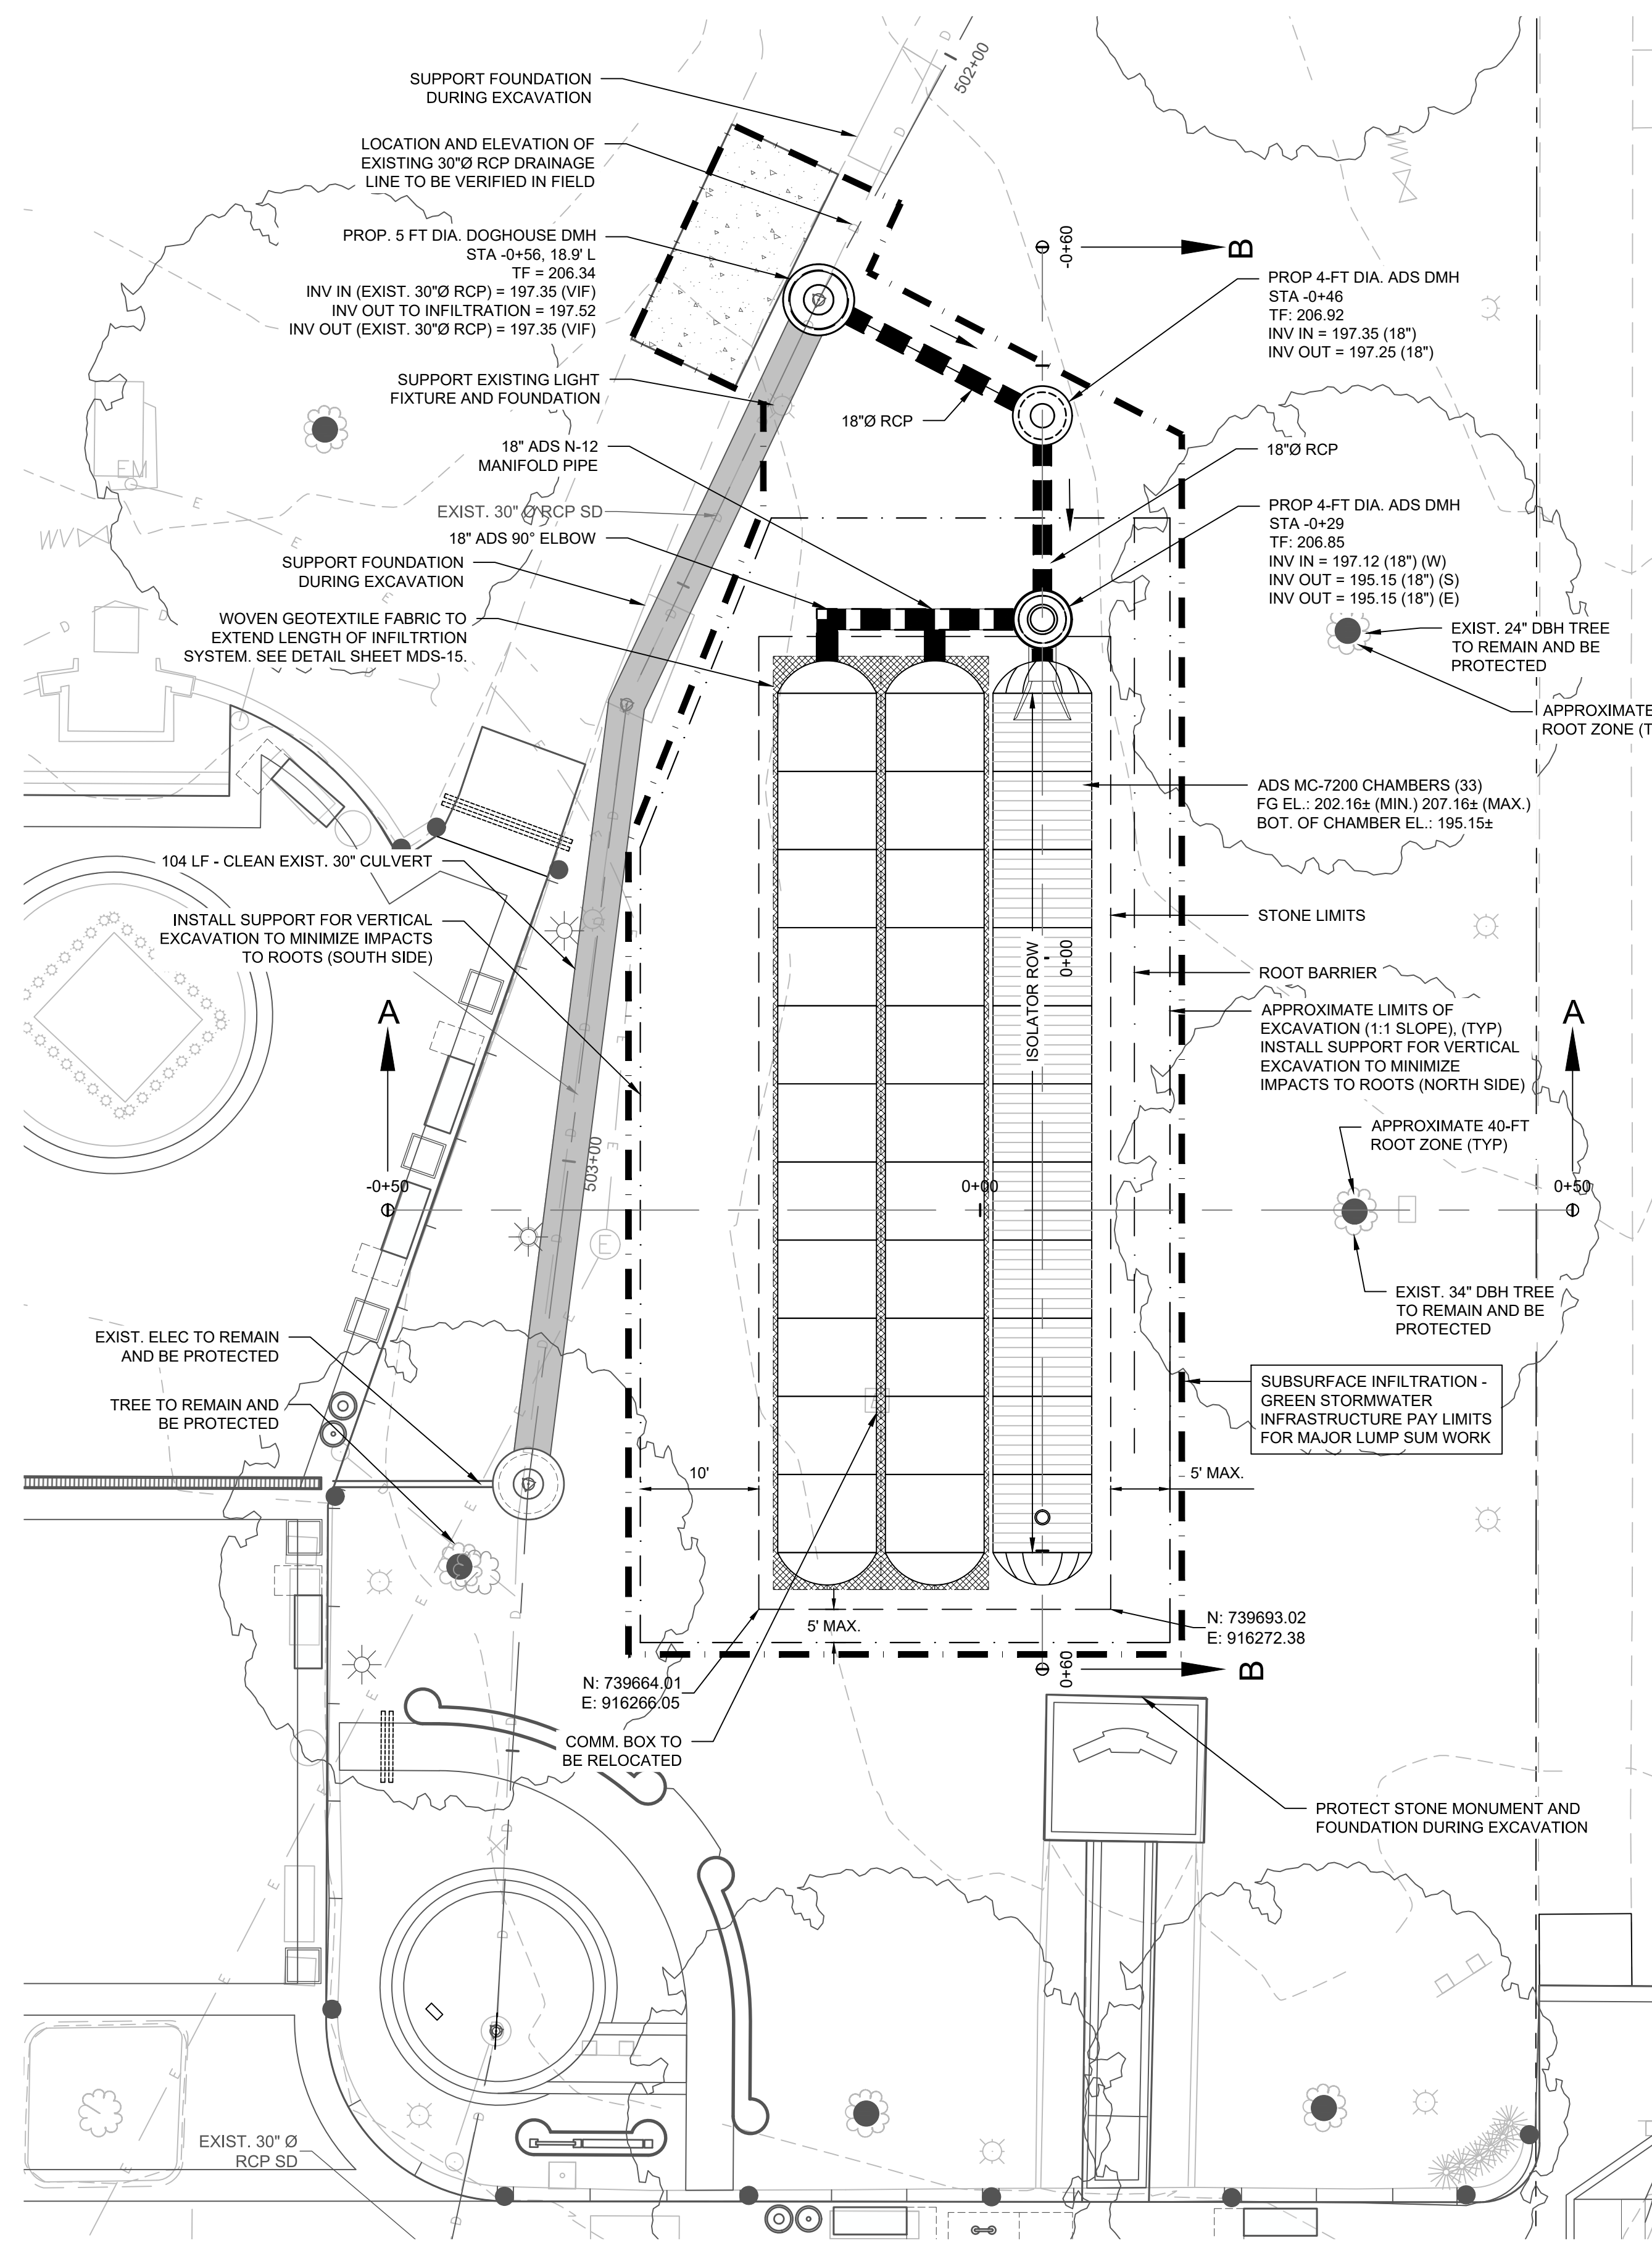 502+00
SUPPORT FOUNDATION
DURING EXCAVATION
LOCATION AND ELEVATION OF
EXISTING 30"Ø RCP DRAINAGE
LINE TO BE VERIFIED IN FIELD
PROP. 5 FT DIA. DOGHOUSE DMH
STA -0+56, 18.9' L
TF = 206.34
INV IN (EXIST. 30"Ø RCP) = 197.35 (VIF)
INV OUT TO INFILTRATION = 197.52
INV OUT (EXIST. 30"Ø RCP) = 197.35 (VIF)
-0+60
B
PROP 4-FT DIA. ADS DMH
STA -0+46
TF: 206.92
INV IN = 197.35 (18")
INV OUT = 197.25 (18")
SUPPORT EXISTING LIGHT
FIXTURE AND FOUNDATION
18"Ø RCP
18"Ø RCP
18" ADS N-12
MANIFOLD PIPE
EXIST. 30" Ø RCP SD
18" ADS 90° ELBOW
PROP 4-FT DIA. ADS DMH
STA -0+29
TF: 206.85
INV IN = 197.12 (18") (W)
INV OUT = 195.15 (18") (S)
INV OUT = 195.15 (18") (E)
SUPPORT FOUNDATION
DURING EXCAVATION
WOVEN GEOTEXTILE FABRIC TO
EXTEND LENGTH OF INFILTRTION
SYSTEM. SEE DETAIL SHEET MDS-15.
EXIST. 24" DBH TREE
TO REMAIN AND BE
PROTECTED
APPROXIMATE
ROOT ZONE (T
EM
WV
WV
ADS MC-7200 CHAMBERS (33)
FG EL.: 202.16± (MIN.) 207.16± (MAX.)
BOT. OF CHAMBER EL.: 195.15±
104 LF - CLEAN EXIST. 30" CULVERT
INSTALL SUPPORT FOR VERTICAL
EXCAVATION TO MINIMIZE IMPACTS
TO ROOTS (SOUTH SIDE)
STONE LIMITS
ISOLATOR ROW
0+00
ROOT BARRIER
APPROXIMATE LIMITS OF
EXCAVATION (1:1 SLOPE), (TYP)
INSTALL SUPPORT FOR VERTICAL
EXCAVATION TO MINIMIZE
IMPACTS TO ROOTS (NORTH SIDE)
A
A
APPROXIMATE 40-FT
ROOT ZONE (TYP)
503+00
-0+50
0+00
0+50
E
EXIST. 34" DBH TREE
TO REMAIN AND BE
PROTECTED
EXIST. ELEC TO REMAIN
AND BE PROTECTED
TREE TO REMAIN AND
BE PROTECTED
SUBSURFACE INFILTRATION -
GREEN STORMWATER
INFRASTRUCTURE PAY LIMITS
FOR MAJOR LUMP SUM WORK
10'
5' MAX.
5' MAX.
N: 739693.02
E: 916272.38
0+60
B
N: 739664.01
E: 916266.05
COMM. BOX TO
BE RELOCATED
PROTECT STONE MONUMENT AND
FOUNDATION DURING EXCAVATION
EXIST. 30" Ø
RCP SD